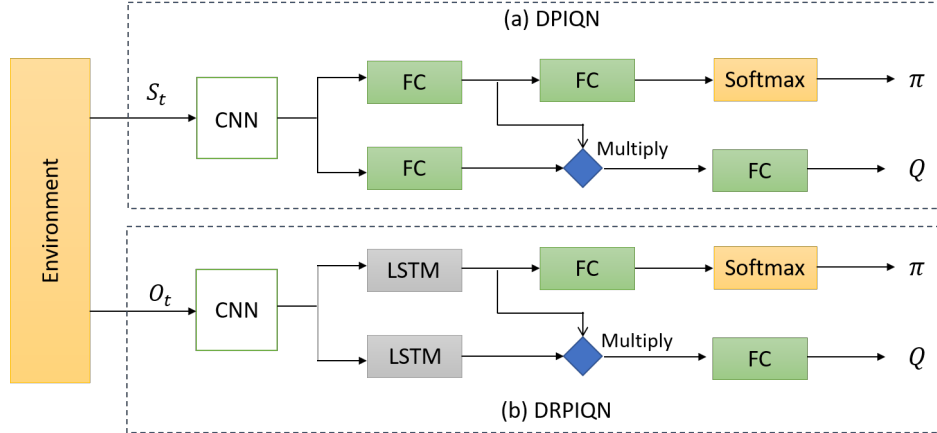 (a) DPIQN
FC
FC
Softmax
π
S_t
CNN
Multiply
FC
FC
Q
Environment
LSTM
FC
Softmax
π
O_t
CNN
Multiply
LSTM
FC
Q
(b) DRPIQN